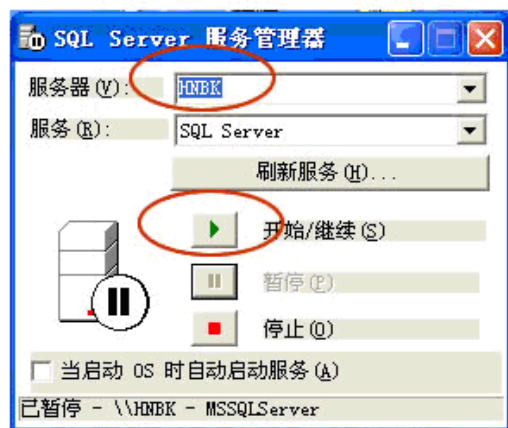 SQL Server 服务管理器
服务器(V): HNBK
服务(R): SQL Server
刷新服务(H)...
开始/继续(S)
暂停(P)
停止(O)
当启动 OS 时自动启动服务(A)
已暂停 - \\HNBK - MSSQLServer